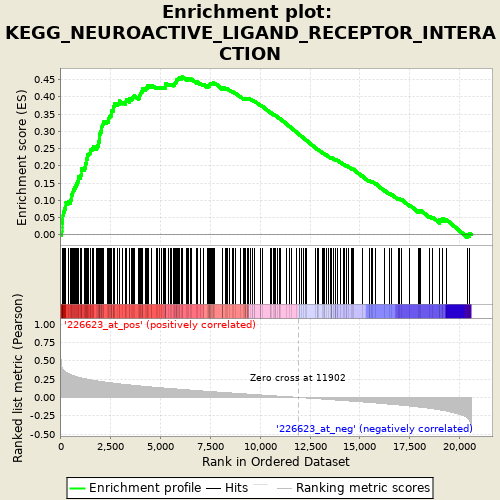 Enrichment plot:
KEGG_NEUROACTIVE_LIGAND_RECEPTOR_INTERA
CTION
Enrichment score (ES)
0.45
0.40
0.35
0.30
0.25
0.20
0.15
0.10
0.05
0.00
Ranked list metric (Pearson)
1.00
0.75
0.50
0.25
0.00
-0.25
-0.50
'226623_at_pos' (positively correlated)
Zero cross at 11902
'226623_at_neg' (negatively correlated)
0
2,500
5,000
7,500
10,000
12,500
15,000
17,500
20,000
Rank in Ordered Dataset
Enrichment profile
Hits
Ranking metric scores